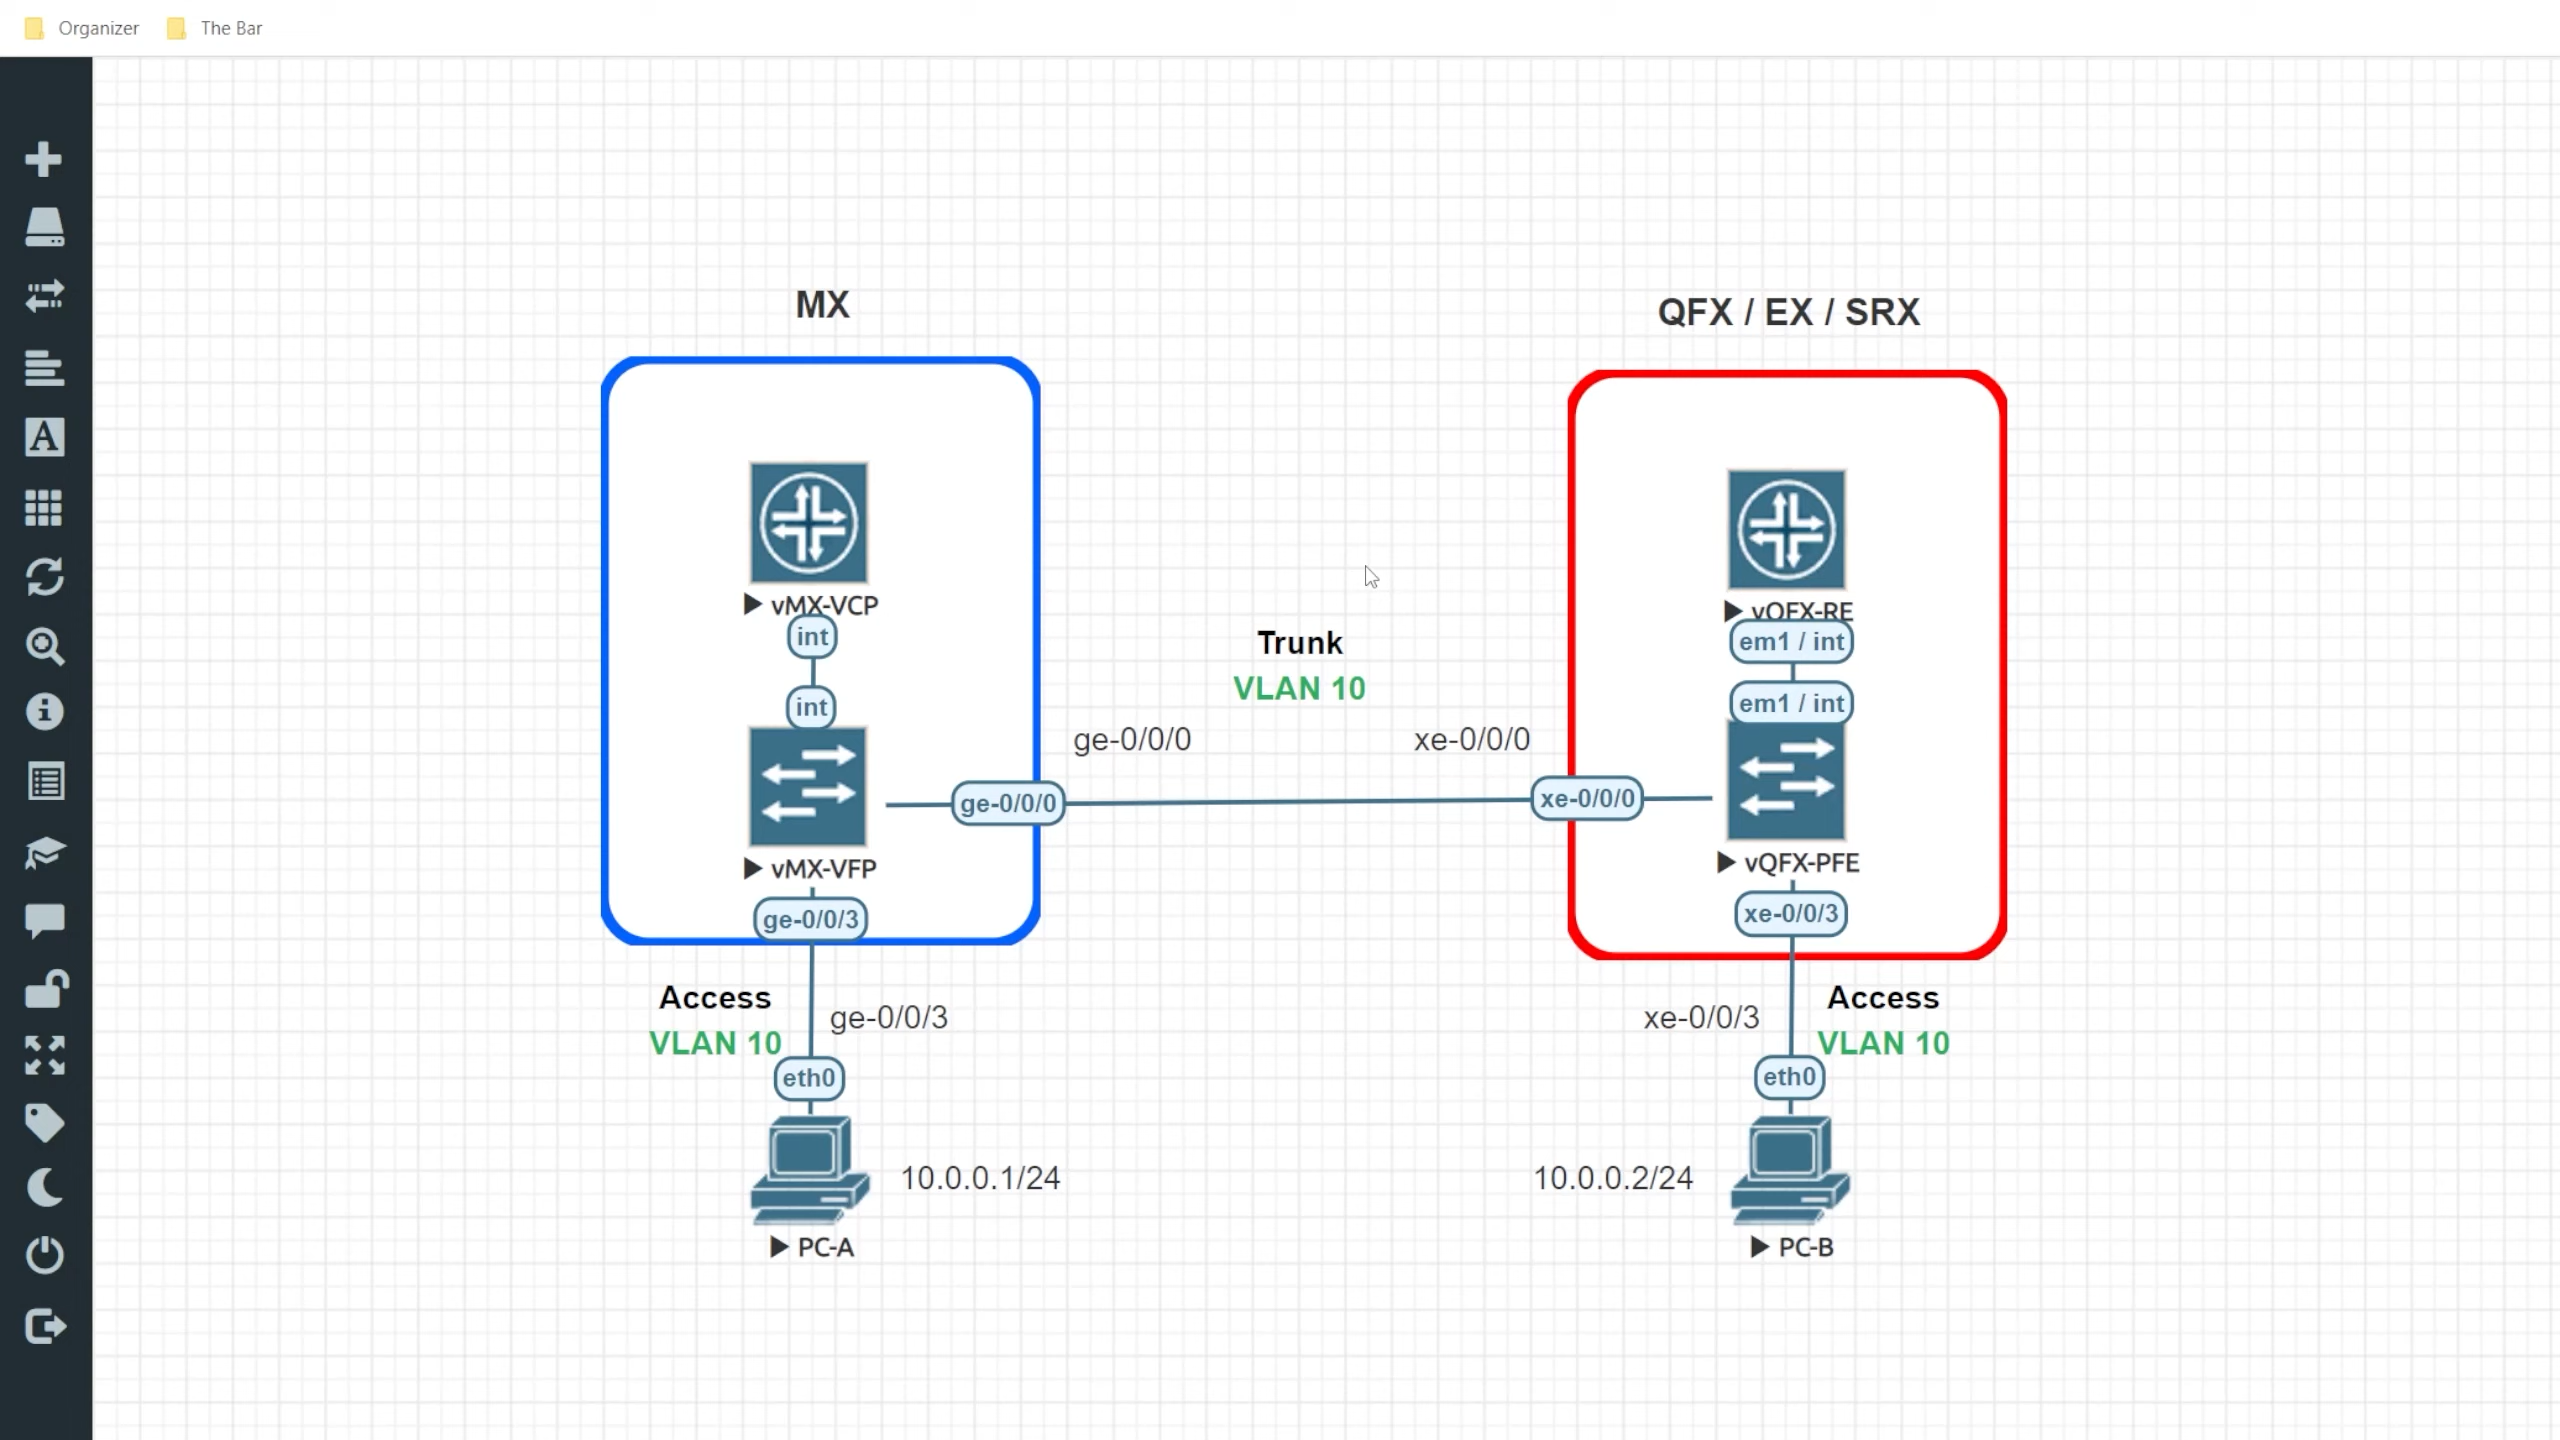 Organizer
The Bar
MX
QFX / EX / SRX
vMX-VCP
int
int
vMX-VFP
ge-0/0/0
ge-0/0/0
ge-0/0/3
Trunk
VLAN 10
xe-0/0/0
xe-0/0/0
vQFX-RE
em1 / int
em1 / int
vQFX-PFE
xe-0/0/3
Access
VLAN 10
ge-0/0/3
eth0
10.0.0.1/24
PC-A
xe-0/0/3
Access
VLAN 10
eth0
10.0.0.2/24
PC-B